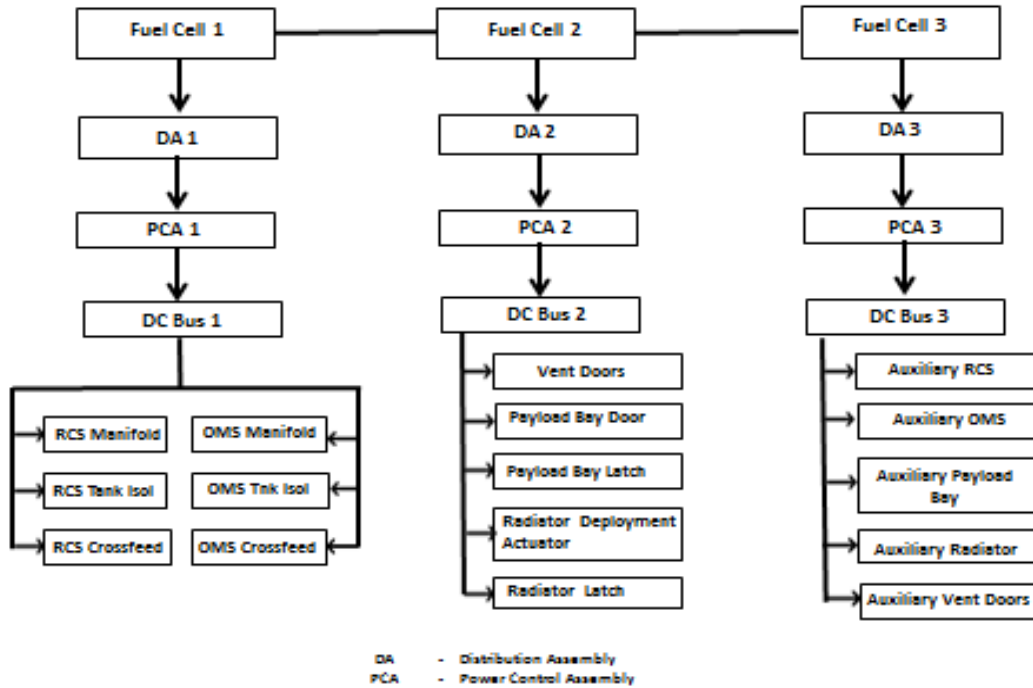 Fuel Cell 1
Fuel Cell 2
Fuel Cell 3
DA 1
DA 2
DA 3
PCA 1
PCA 2
PCA 3
DC Bus 1
DC Bus 2
DC Bus 3
RCS Manifold
OMS Manifold
RCS Tank Isol
OMS Tnk Isol
RCS Crossfeed
OMS Crossfeed
Vent Doors
Payload Bay Door
Payload Bay Latch
Radiator Deployment
Actuator
Radiator Latch
Auxiliary RCS
Auxiliary OMS
Auxiliary Payload
Bay
Auxiliary Radiator
Auxiliary Vent Doors
DA - Distribution Assembly
PCA - Power Control Assembly